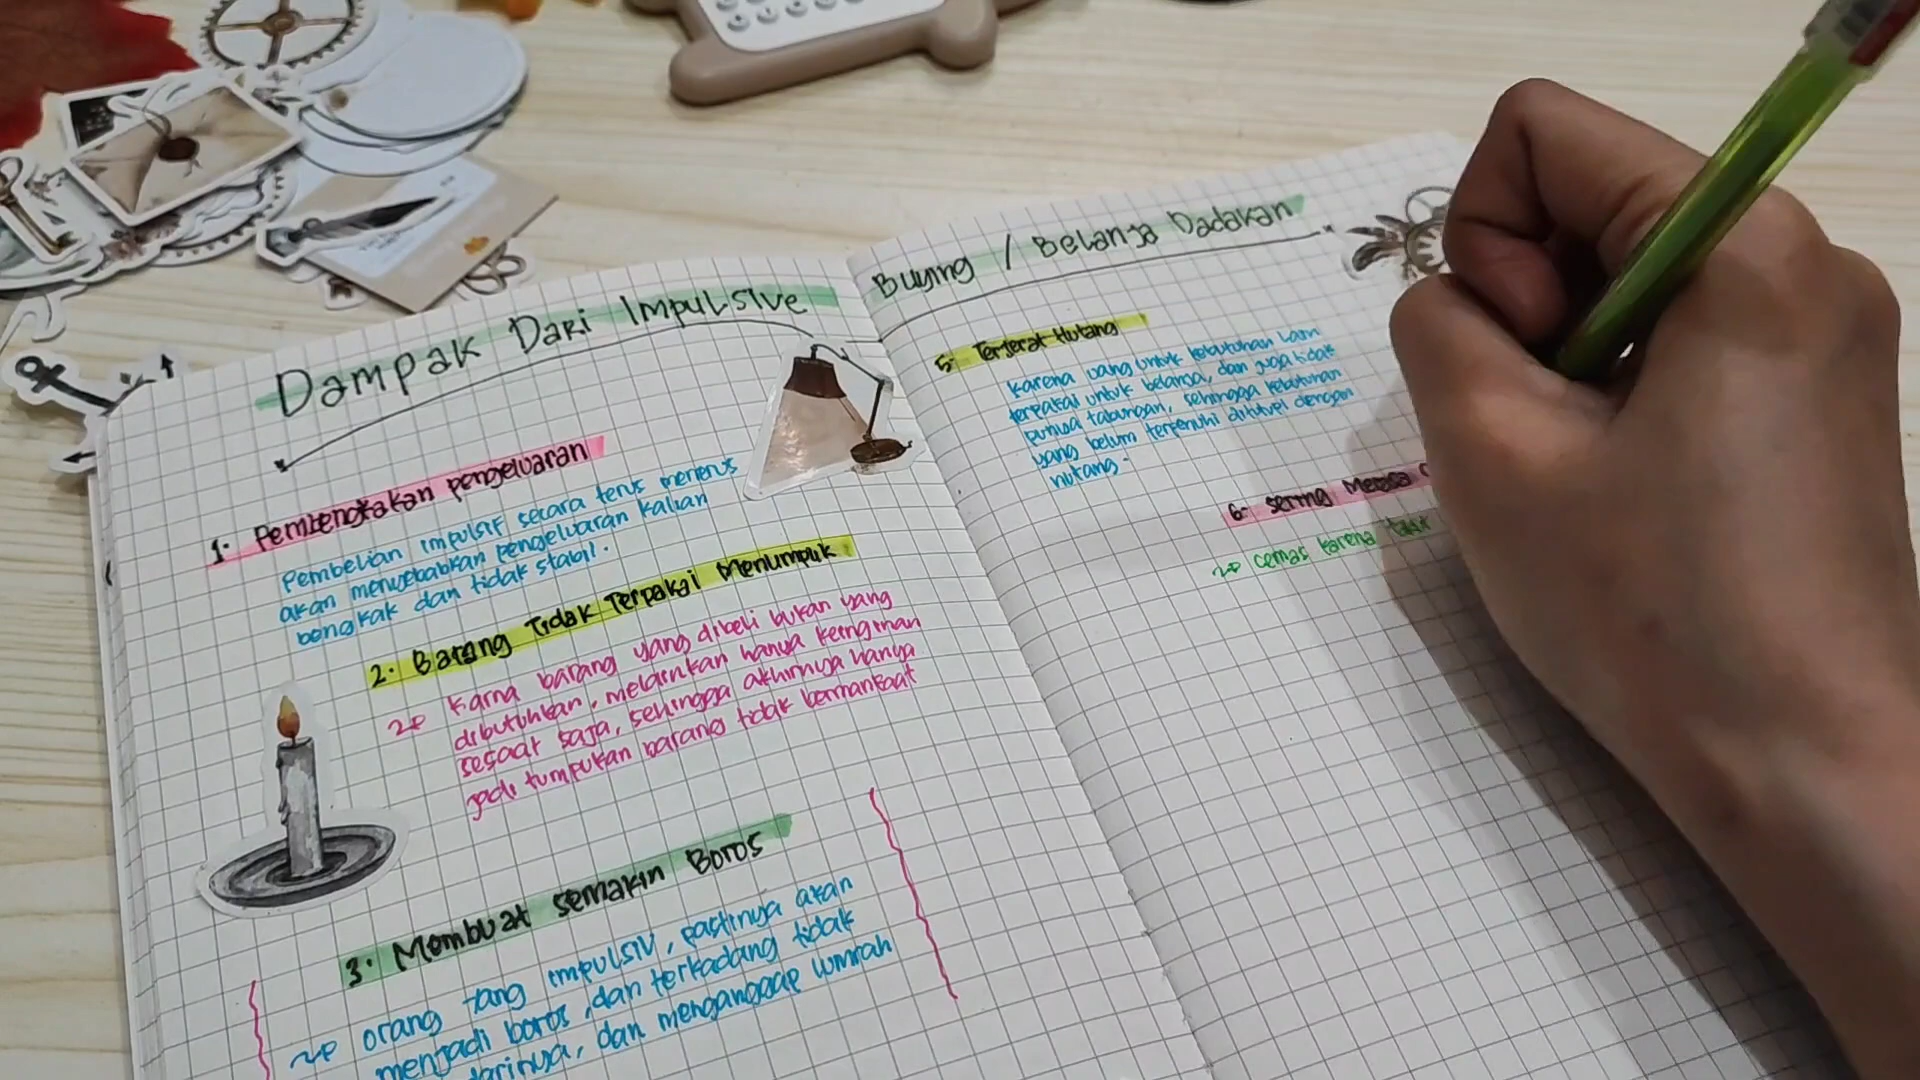 Dampak Dari Impulsive
Buying / Belanja Dadakan
1. Pembengkakan pengeluaran
Pembelian impulsif secara terus menerus
akan menyebabkan pengeluaran kalian
bengkak dan tidak stabil.
2. Barang Tidak Terpakai Menumpuk
Karna barang yang dibeli bukan yang
dibutuhkan, melainkan hanya keinginan
sesaat saja, sehingga akhirnya hanya
jadi tumpukan barang tidak bermanfaat
3. Membuat semakin Boros
orang yang impulsiv, pastinya akan
menjadi boros, dan terkadang tidak
dan menganggap lumrah
5. Terjerat Hutang
Karena uang untuk kebutuhan lain
terpakai untuk belanja, dan juga tidak
punya tabungan, sehingga kebutuhan
yang belum terpenuhi ditutupi dengan
hutang.
6. sering Merasa
cemas karena